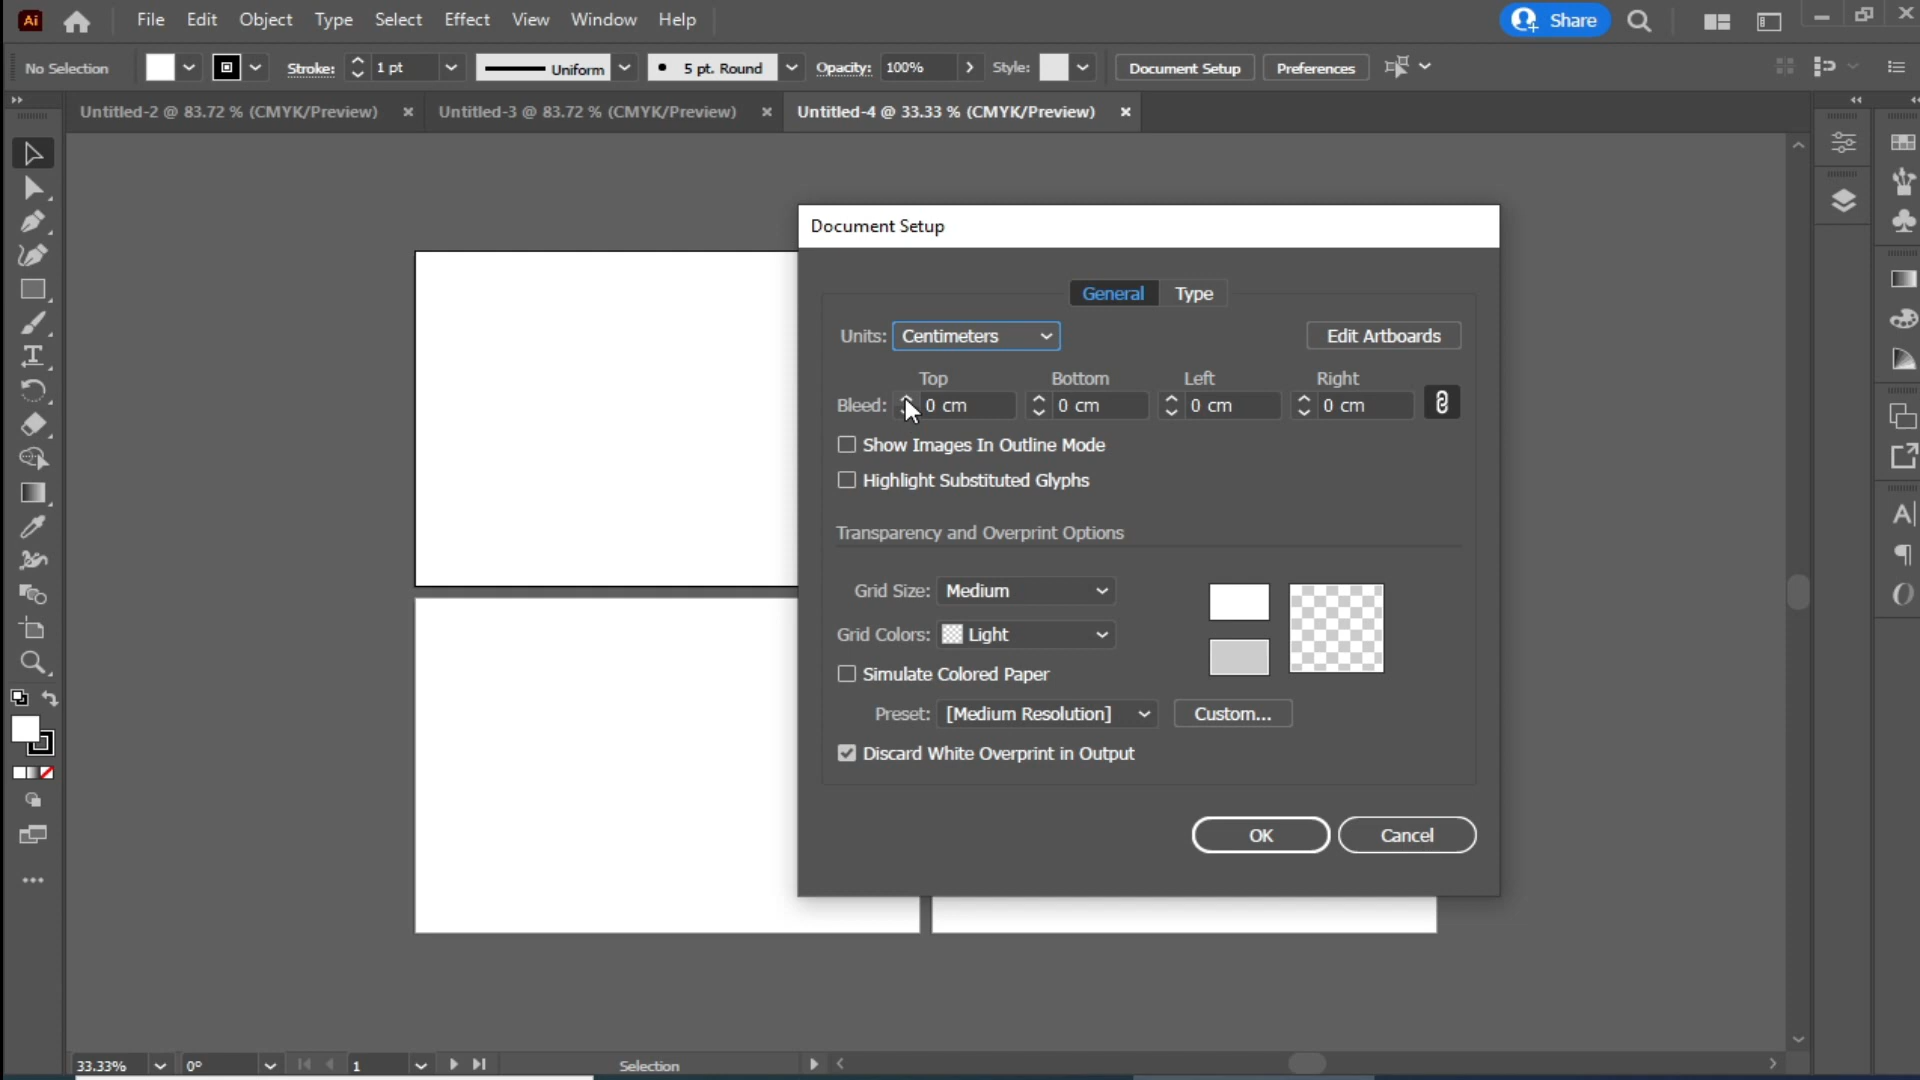 Ai File Edit Object Type Select Effect View Window Help Share
No Selection Stroke: 1 pt Uniform 5 pt. Round Opacity: 100% Style: Document Setup Preferences
Untitled-2 @ 83.72 % (CMYK/Preview) × Untitled-3 @ 83.72 % (CMYK/Preview) × Untitled-4 @ 33.33 % (CMYK/Preview) ×
Document Setup
General Type
Units: Centimeters Edit Artboards
Top Bottom Left Right
Bleed: 0 cm 0 cm 0 cm 0 cm
Show Images In Outline Mode
Highlight Substituted Glyphs
Transparency and Overprint Options
Grid Size: Medium
Grid Colors: Light
Simulate Colored Paper
Preset: [Medium Resolution] Custom...
Discard White Overprint in Output
OK Cancel
33.33% 0° 1 Selection